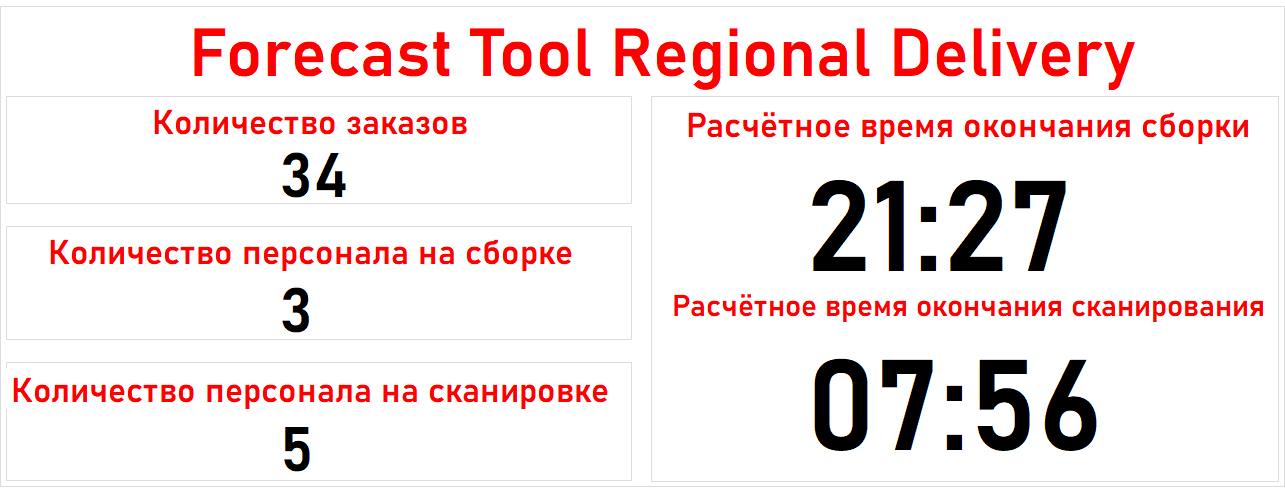 Forecast Tool Regional Delivery
Количество заказов
34
Количество персонала на сборке
3
Количество персонала на сканировке
5
Расчётное время окончания сборки
21:27
Расчётное время окончания сканирования
07:56